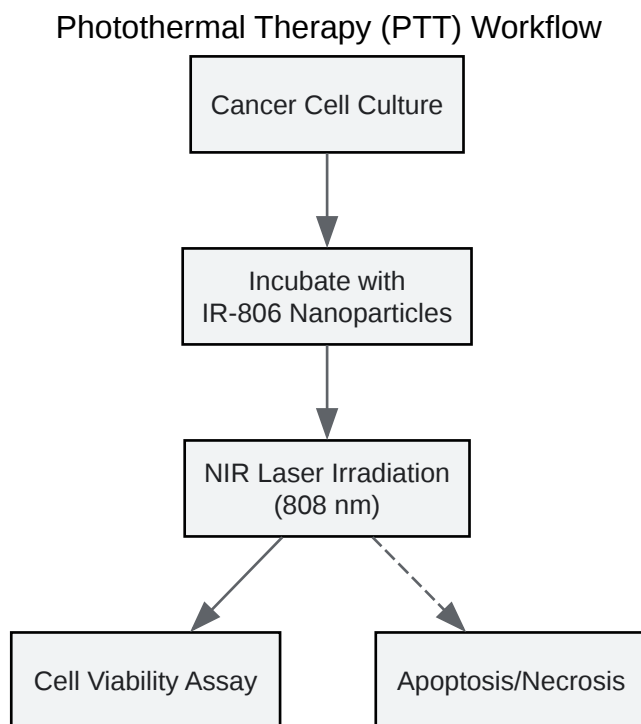 Photothermal Therapy (PTT) Workflow
Cancer Cell Culture
Incubate with
IR-806 Nanoparticles
NIR Laser Irradiation
(808 nm)
Cell Viability Assay
Apoptosis/Necrosis